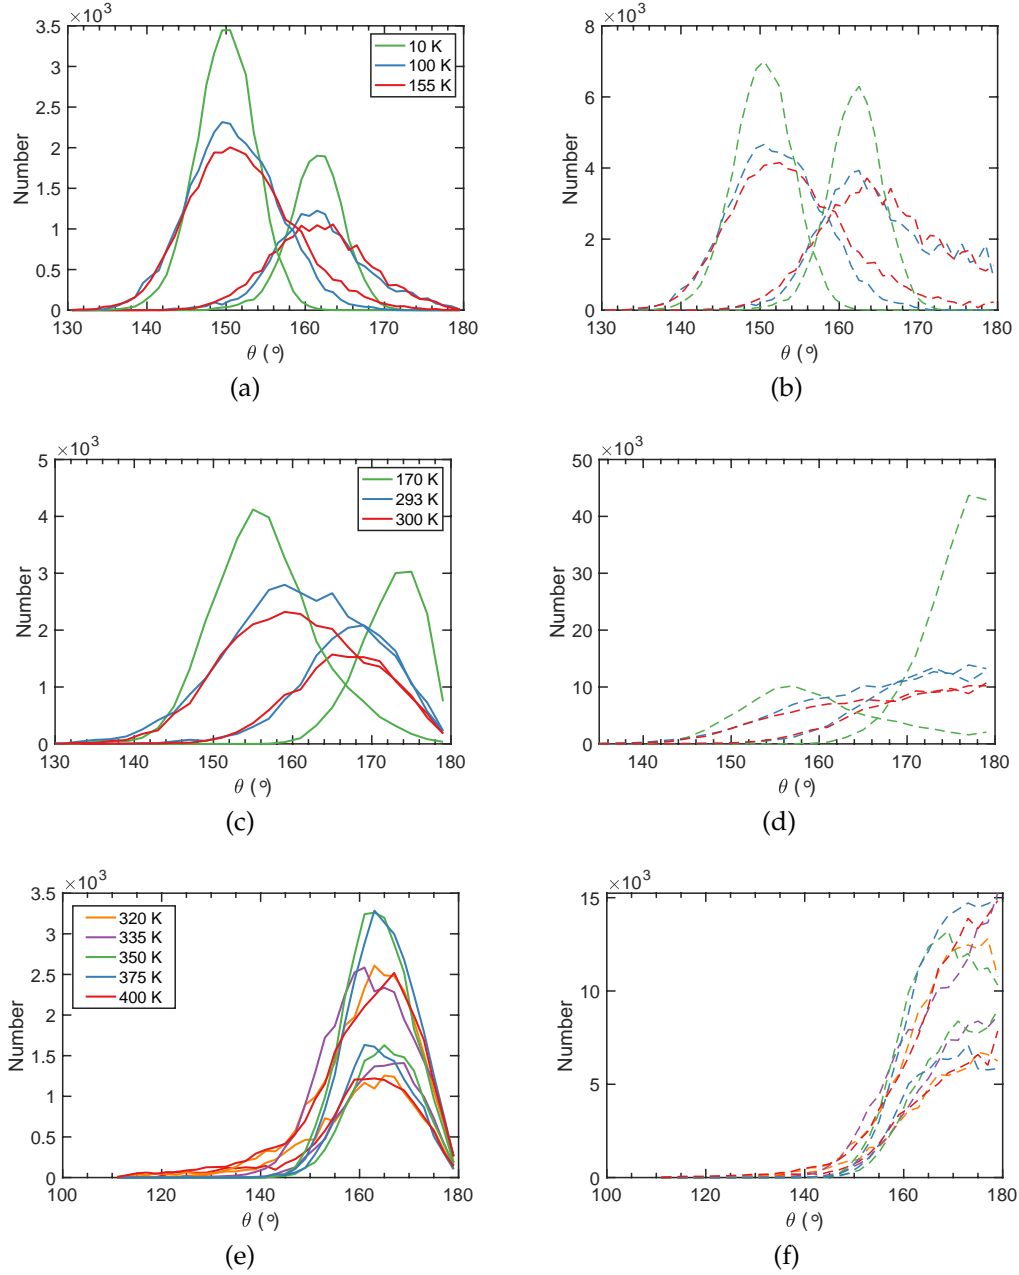 ×10³ ×10³
3.5 8
3 10 K
100 K
2.5 155 K 6
2
Number Number 4
1.5
1 2
0.5
0 0
130 140 150 160 170 180 130 140 150 160 170 180
θ (°) θ (°)
(a) (b)
×10³ ×10³
5 50
170 K
4 293 K 40
300 K
3 30
Number Number
2 20
1 10
0 0
130 140 150 160 170 180 140 150 160 170 180
θ (°) θ (°)
(c) (d)
×10³ ×10³
3.5 15
320 K
3 335 K
350 K
2.5 375 K
400 K 10
2
Number Number
1.5
1 5
0.5
0 0
100 120 140 160 180 100 120 140 160 180
θ (°) θ (°)
(e) (f)